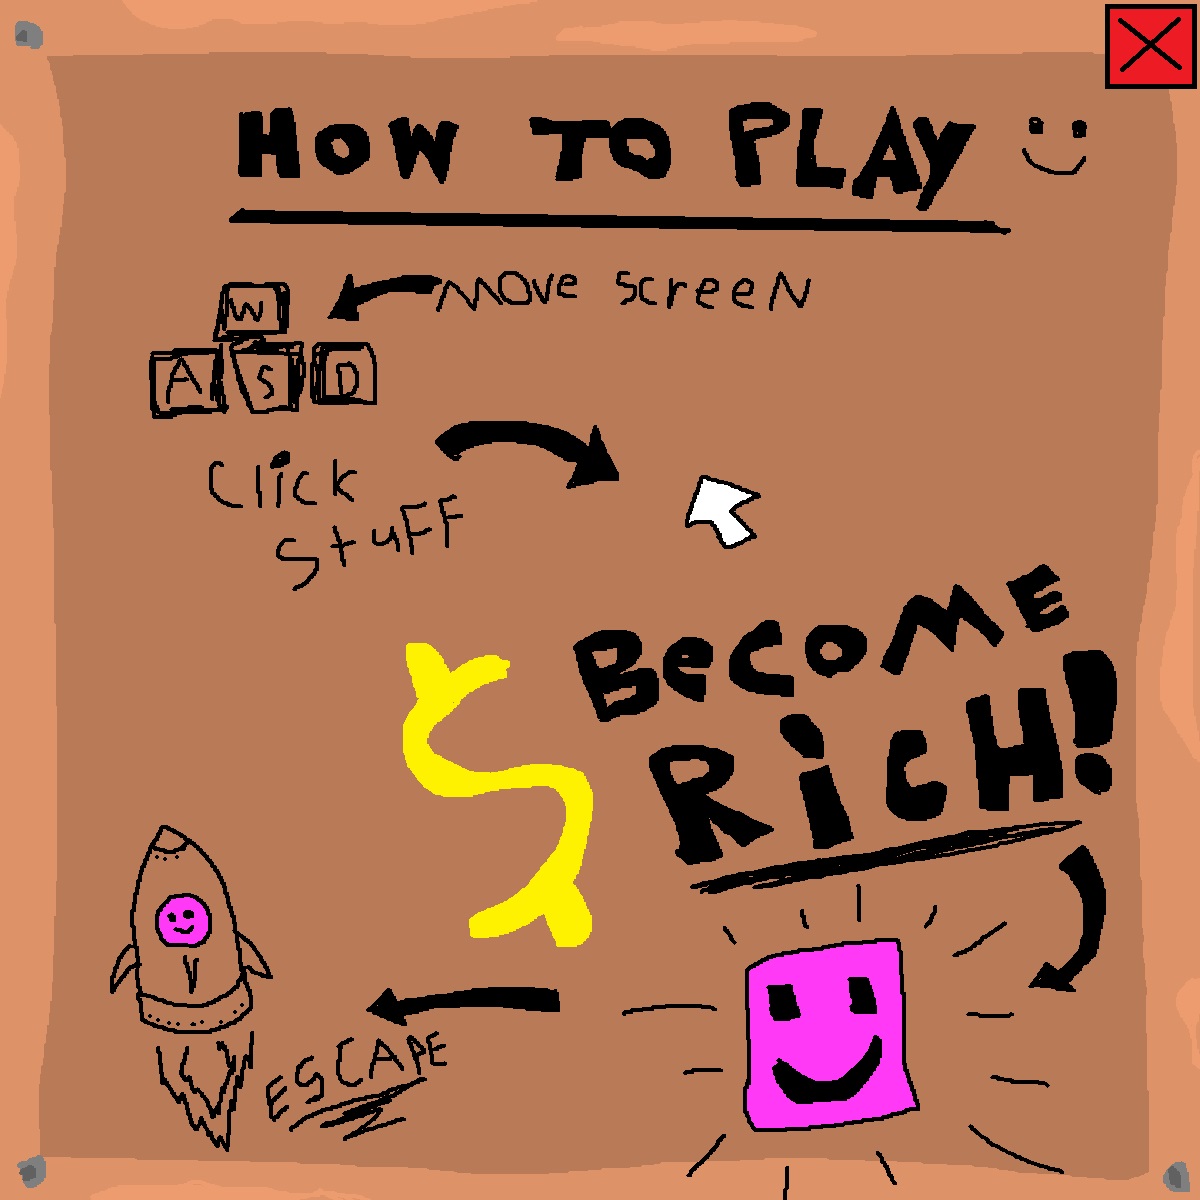 HOW TO PLAY
MOVE SCREEN
W
A S D
Click
Stuff
BeCOME
RiCH!
ESCAPE